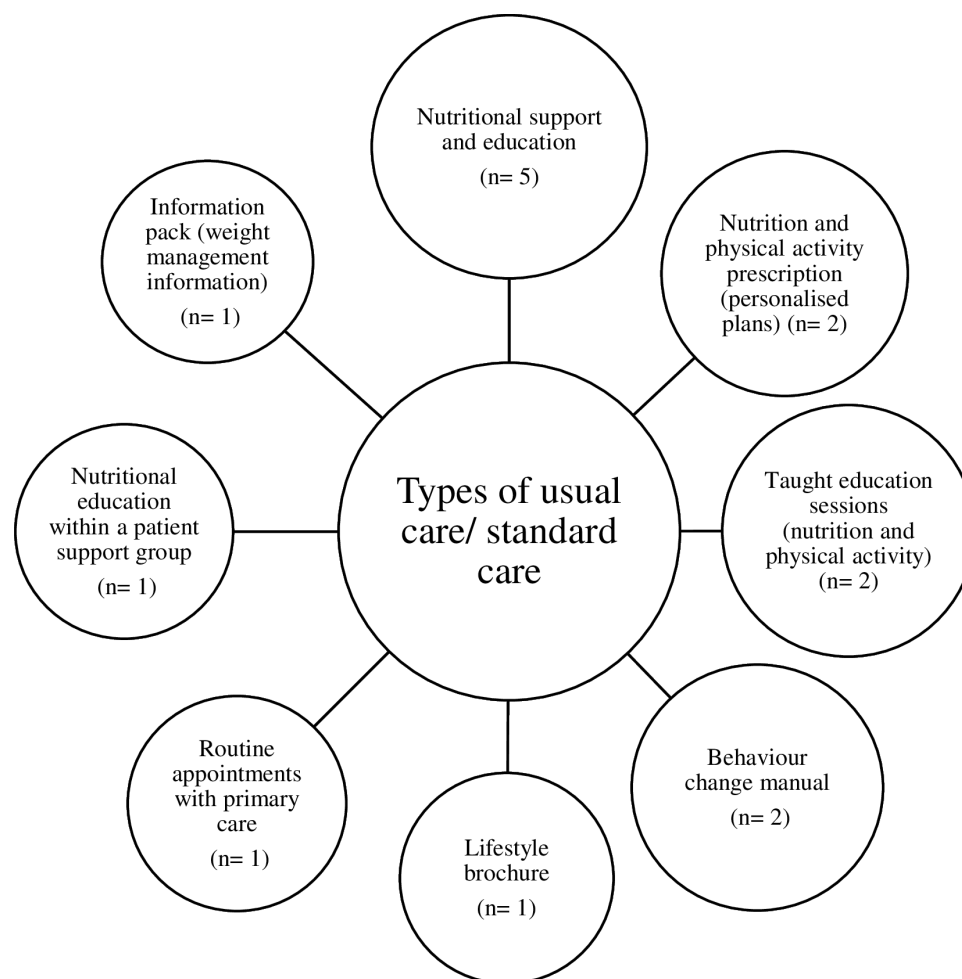 Nutritional support
and education
(n= 5)
Nutrition and
physical activity
prescription
(personalised
plans) (n= 2)
Taught education
sessions
(nutrition and
physical activity)
(n= 2)
Behaviour
change manual
(n= 2)
Lifestyle
brochure
(n= 1)
Routine
appointments
with primary
care
(n= 1)
Nutritional
education
within a patient
support group
(n= 1)
Information
pack (weight
management
information)
(n= 1)
Types of usual
care/ standard
care